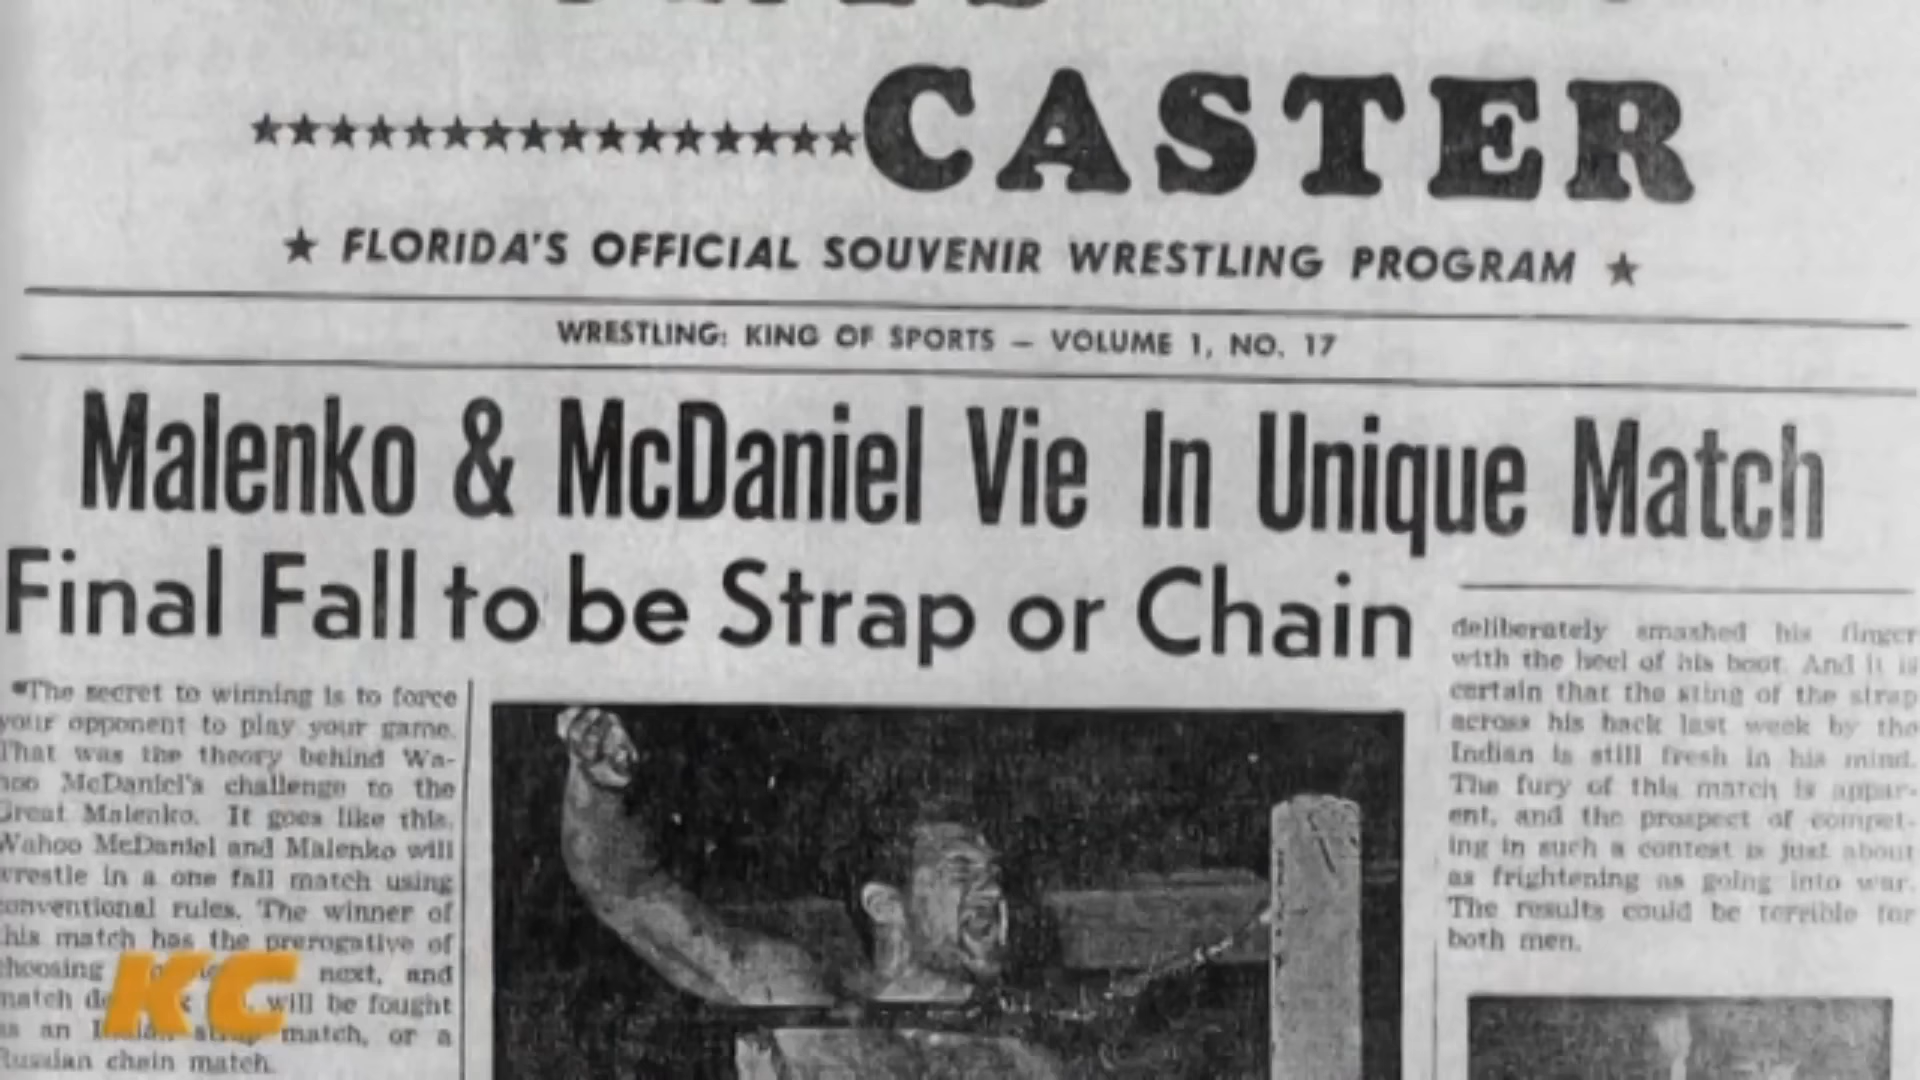 CASTER
★ FLORIDA'S OFFICIAL SOUVENIR WRESTLING PROGRAM ★
WRESTLING: KING OF SPORTS — VOLUME 1, NO. 17
Malenko & McDaniel Vie In Unique Match
Final Fall to be Strap or Chain
"The secret to winning is to force
your opponent to play your game.
That was the theory behind Wa-
hoo McDaniel's challenge to the
Great Malenko. It goes like this.
Wahoo McDaniel and Malenko will
wrestle in a one fall match using
conventional rules. The winner of
this match has the prerogative of
choosing next, and
match will be fought
as an Indian strap match, or a
Russian chain match.
deliberately smashed his finger
with the heel of his boot. And it is
certain that the sting of the strap
across his back last week by the
Indian is still fresh in his mind.
The fury of this match is appar-
ent, and the prospect of compet-
ing in such a contest is just about
as frightening as going into war.
The results could be terrible for
both men.
KC